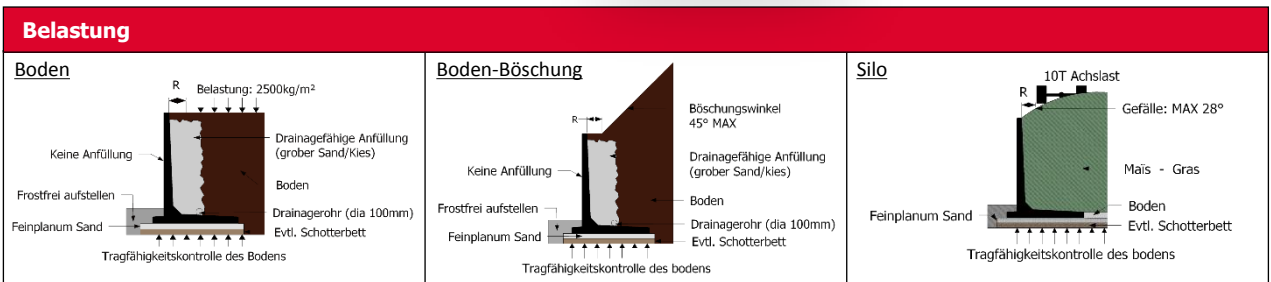 Belastung
Boden
R
Belastung: 2500kg/m²
Drainagefähige Anfüllung
(grober Sand/Kies)
Keine Anfüllung
Boden
Frostfrei aufstellen
Drainagerohr (dia 100mm)
Feinplanum Sand
Evtl. Schotterbett
Tragfähigkeitskontrolle des Bodens
Boden-Böschung
Böschungswinkel
45° MAX
R
Drainagefähige Anfüllung
(grober Sand/kies)
Keine Anfüllung
Boden
Frostfrei aufstellen
Drainagerohr (dia 100mm)
Feinplanum Sand
Evtl. Schotterbett
Tragfähigkeitskontrolle des bodens
Silo
10T Achslast
R
Gefälle: MAX 28°
Maïs - Gras
Boden
Feinplanum Sand
Evtl. Schotterbett
Tragfähigkeitskontrolle des bodens